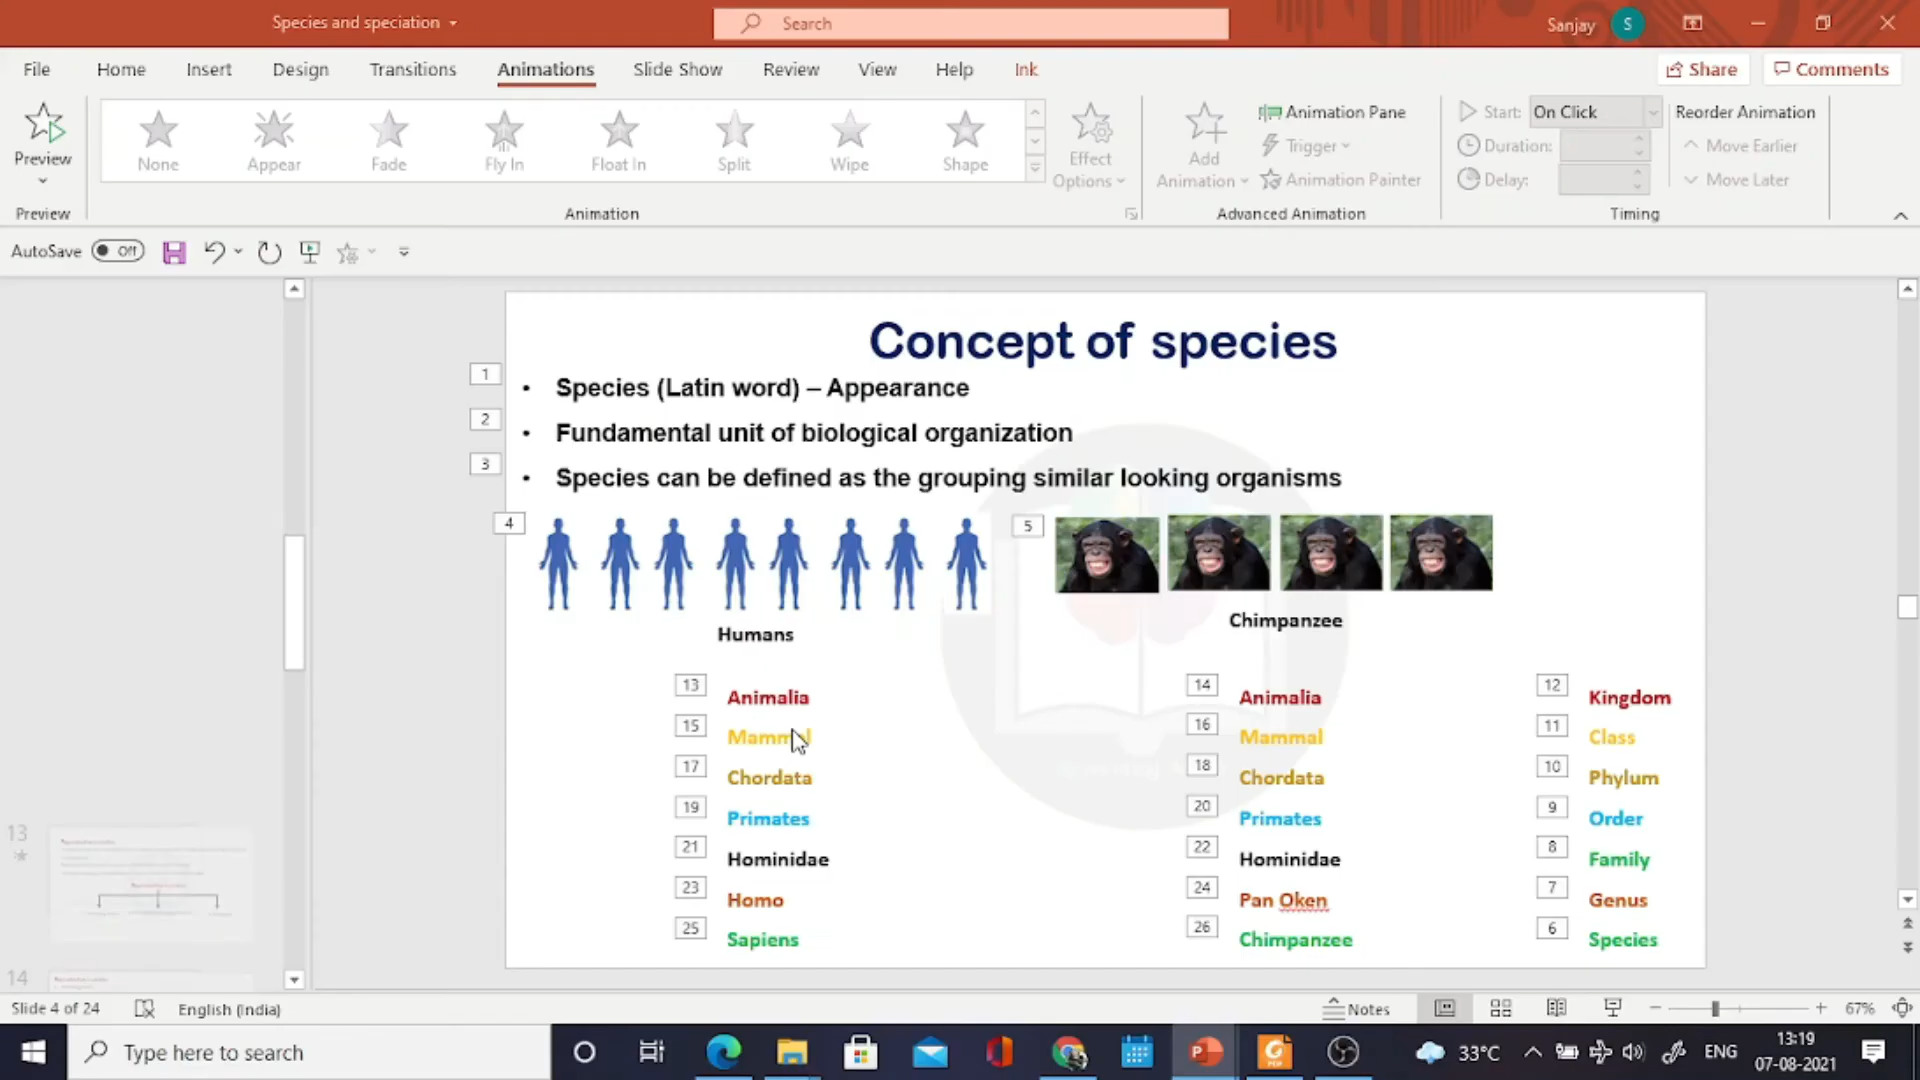 Species and speciation
Search
Sanjay
S
File Home Insert Design Transitions Animations Slide Show Review View Help Ink
Share
Comments
Preview
None Appear Fade Fly In Float In Split Wipe Shape
Effect Options
Add Animation
Animation Pane
Trigger
Animation Painter
Start: On Click
Duration:
Delay:
Reorder Animation
Move Earlier
Move Later
Preview
Animation
Advanced Animation
Timing
AutoSave Off
Concept of species
1
• Species (Latin word) – Appearance
2
• Fundamental unit of biological organization
3
• Species can be defined as the grouping similar looking organisms
4
5
Humans
Chimpanzee
13 Animalia 14 Animalia 12 Kingdom
15 Mammal 16 Mammal 11 Class
17 Chordata 18 Chordata 10 Phylum
19 Primates 20 Primates 9 Order
21 Hominidae 22 Hominidae 8 Family
23 Homo 24 Pan Oken 7 Genus
25 Sapiens 26 Chimpanzee 6 Species
13
14
Slide 4 of 24
English (India)
Notes
67%
Type here to search
33°C
ENG
13:19
07-08-2021